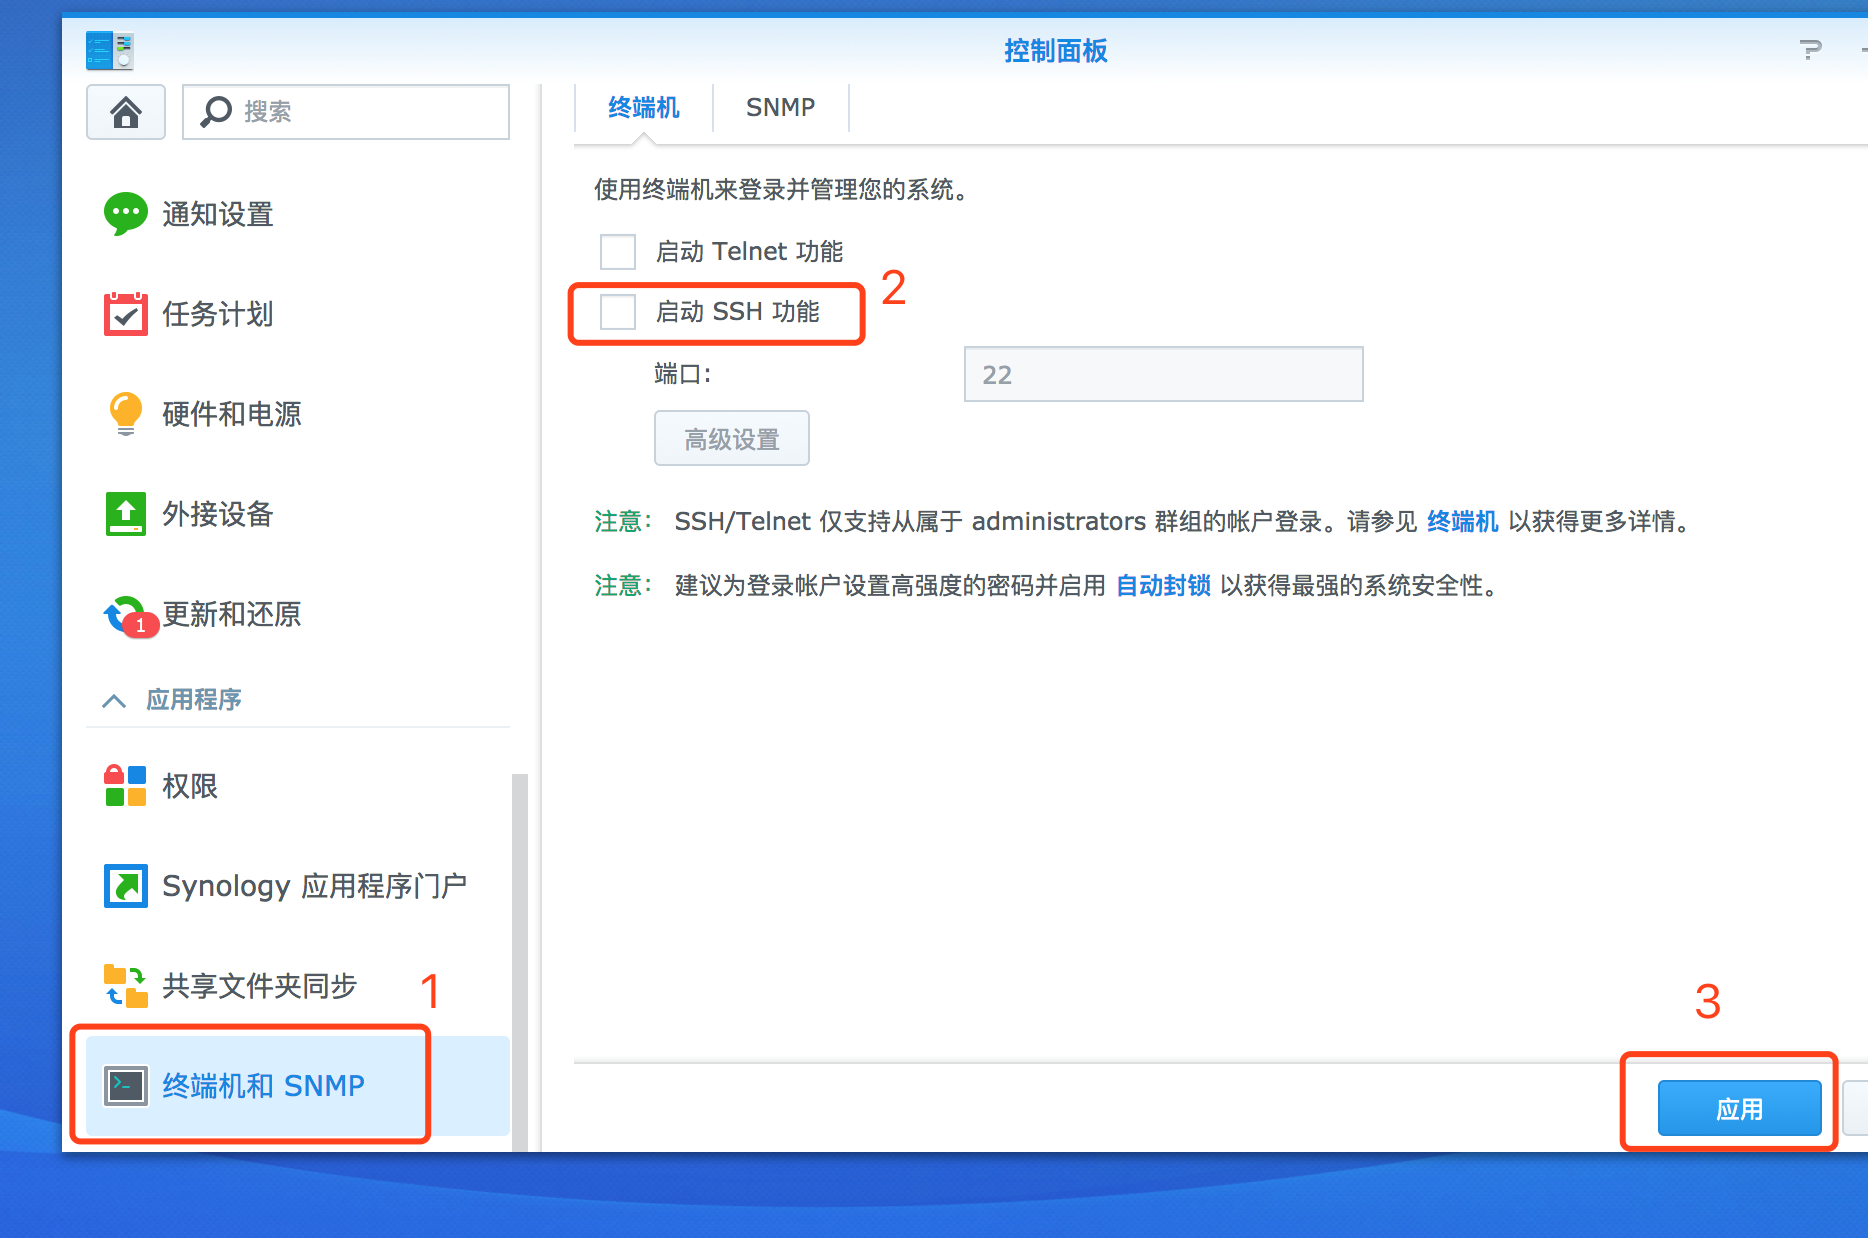 控制面板
搜索
通知设置
任务计划
硬件和电源
外接设备
1
更新和还原
应用程序
权限
Synology 应用程序门户
共享文件夹同步
1
终端机和 SNMP
终端机
SNMP
使用终端机来登录并管理您的系统。
启动 Telnet 功能
启动 SSH 功能
2
端口:
22
高级设置
注意: SSH/Telnet 仅支持从属于 administrators 群组的帐户登录。请参见 终端机 以获得更多详情。
注意: 建议为登录帐户设置高强度的密码并启用 自动封锁 以获得最强的系统安全性。
3
应用